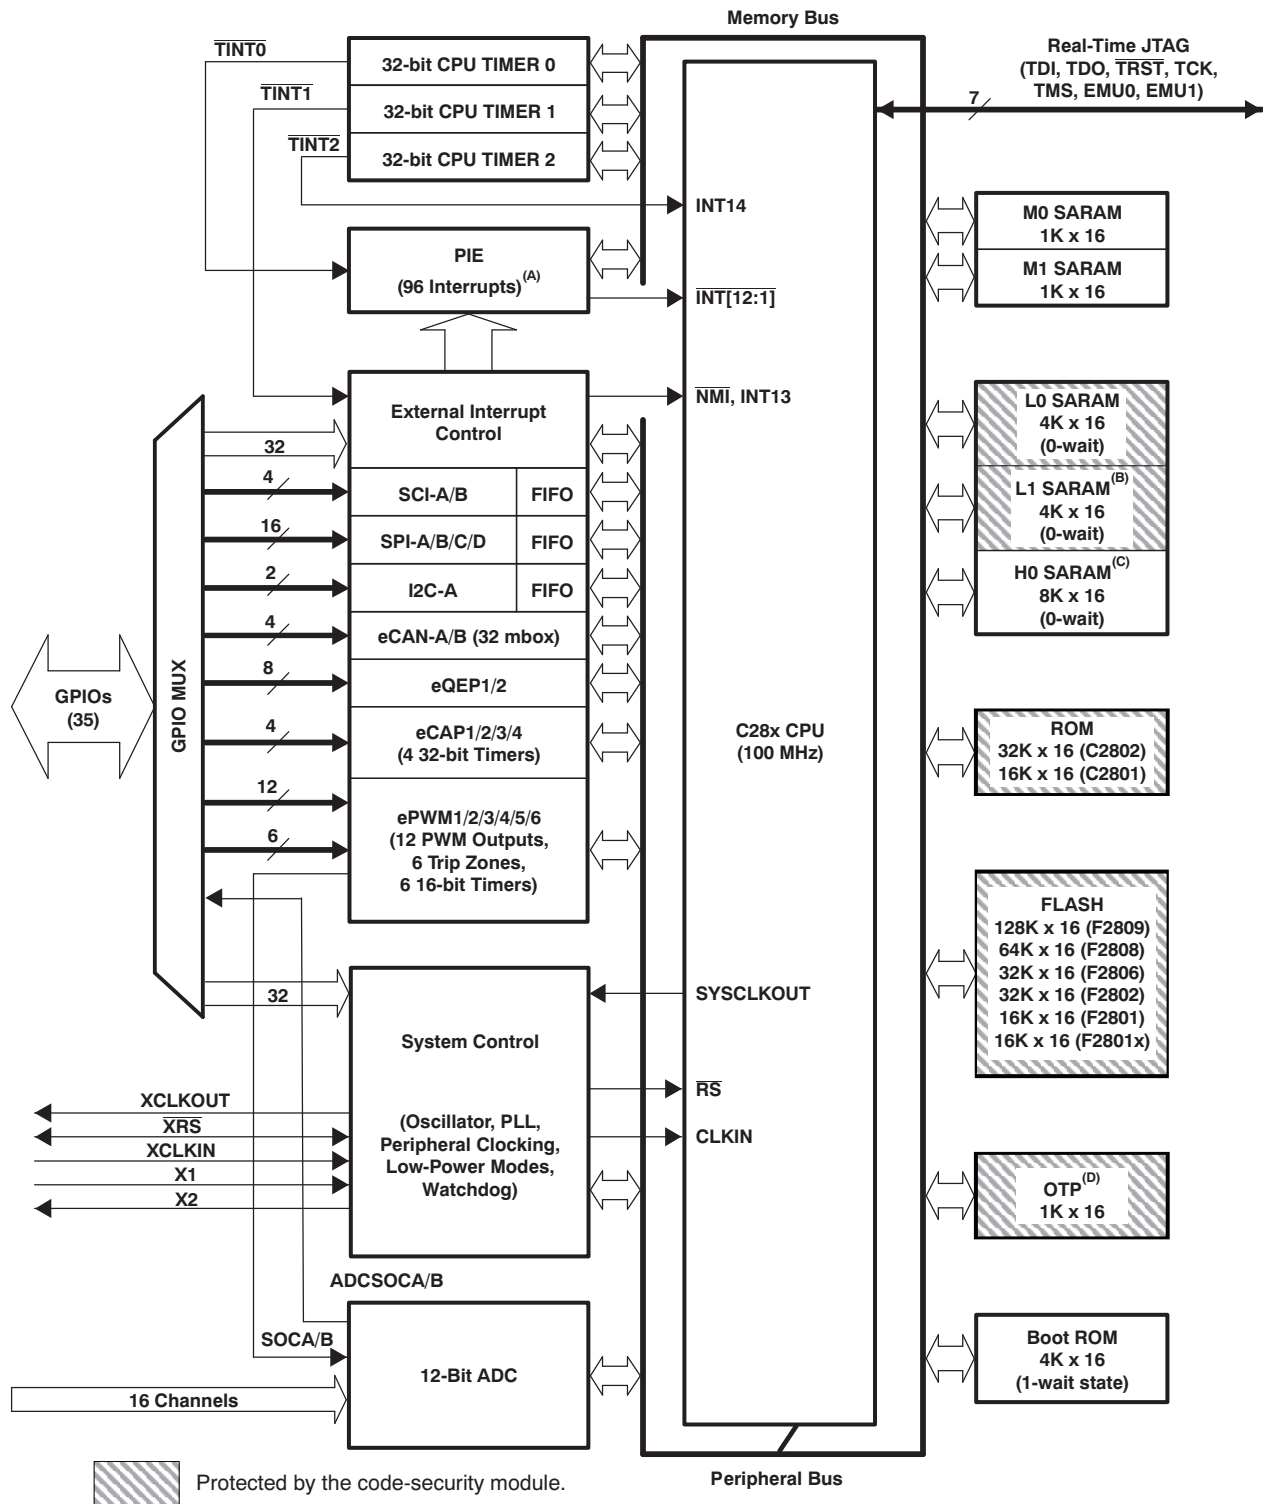 Memory Bus
TINT0
32-bit CPU TIMER 0
TINT1
32-bit CPU TIMER 1
TINT2
32-bit CPU TIMER 2
Real-Time JTAG
(TDI, TDO, TRST, TCK,
TMS, EMU0, EMU1)
7
INT14
M0 SARAM
1K x 16
M1 SARAM
1K x 16
PIE
(96 Interrupts)(A)
INT[12:1]
NMI, INT13
External Interrupt
Control
32
4
SCI-A/B
FIFO
16
SPI-A/B/C/D
FIFO
2
I2C-A
FIFO
4
eCAN-A/B (32 mbox)
8
eQEP1/2
4
eCAP1/2/3/4
(4 32-bit Timers)
12
6
ePWM1/2/3/4/5/6
(12 PWM Outputs,
6 Trip Zones,
6 16-bit Timers)
GPIOs
(35)
GPIO MUX
C28x CPU
(100 MHz)
L0 SARAM
4K x 16
(0-wait)
L1 SARAM(B)
4K x 16
(0-wait)
H0 SARAM(C)
8K x 16
(0-wait)
ROM
32K x 16 (C2802)
16K x 16 (C2801)
FLASH
128K x 16 (F2809)
64K x 16 (F2808)
32K x 16 (F2806)
32K x 16 (F2802)
16K x 16 (F2801)
16K x 16 (F2801x)
32
SYSCLKOUT
System Control
RS
CLKIN
(Oscillator, PLL,
Peripheral Clocking,
Low-Power Modes,
Watchdog)
XCLKOUT
XRS
XCLKIN
X1
X2
OTP(D)
1K x 16
ADCSOCA/B
SOCA/B
12-Bit ADC
16 Channels
Boot ROM
4K x 16
(1-wait state)
Peripheral Bus
Protected by the code-security module.